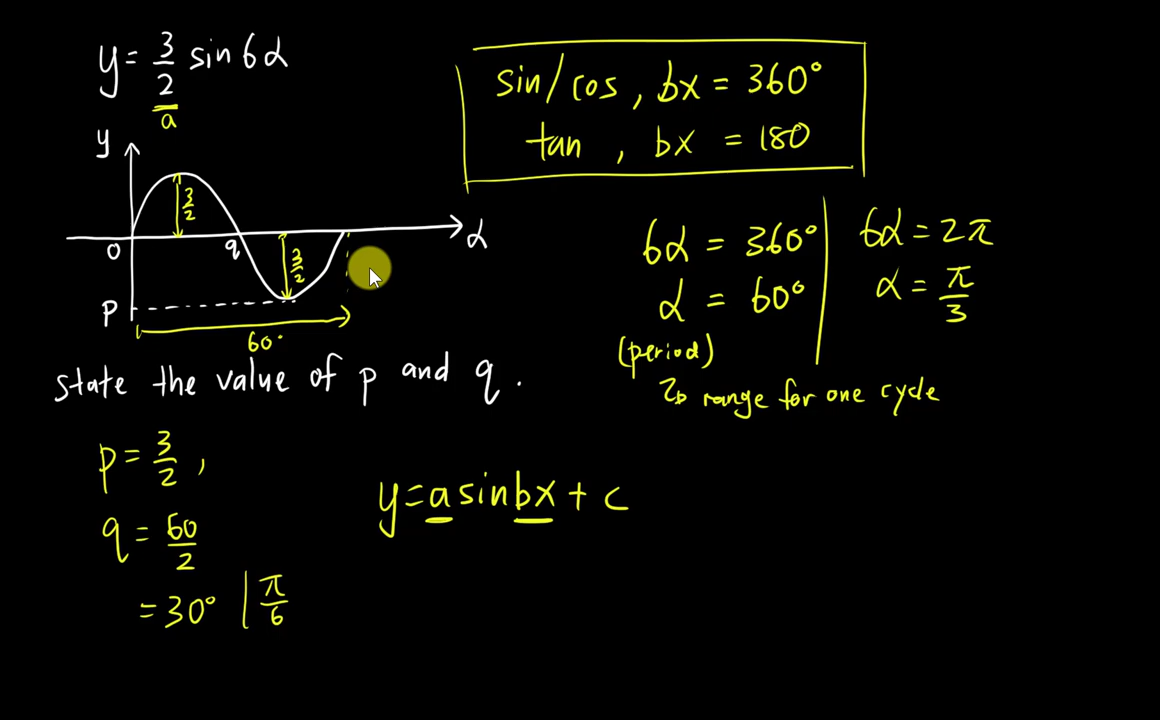 y = 3/2 sin 6α
a
sin/cos, bx = 360°
tan, bx = 180
y
3/2
0
q
3/2
α
p
60°
6α = 360°
α = 60°
(period)
↳ range for one cycle
6α = 2π
α = π/3
state the value of p and q.
p = 3/2,
q = 60/2
= 30° | π/6
y = a sin bx + c